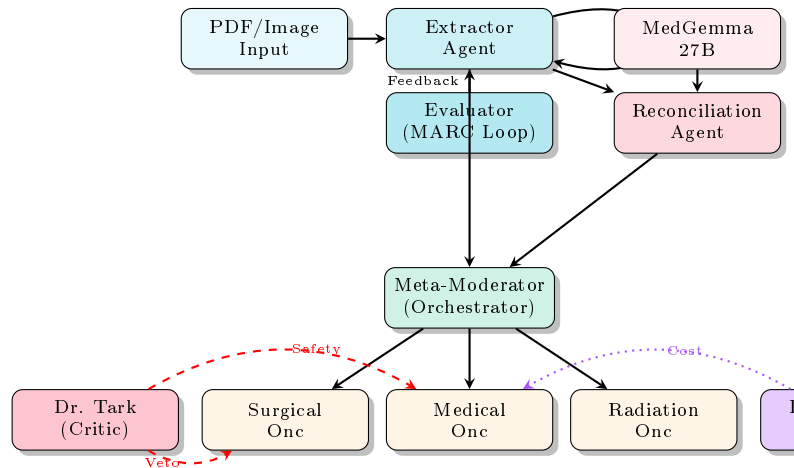 PDF/Image
Input
Extractor
Agent
MedGemma
27B
Feedback
Evaluator
(MARC Loop)
Reconciliation
Agent
Meta-Moderator
(Orchestrator)
Safety
Cost
Dr. Tark
(Critic)
Surgical
Onc
Medical
Onc
Radiation
Onc
Veto